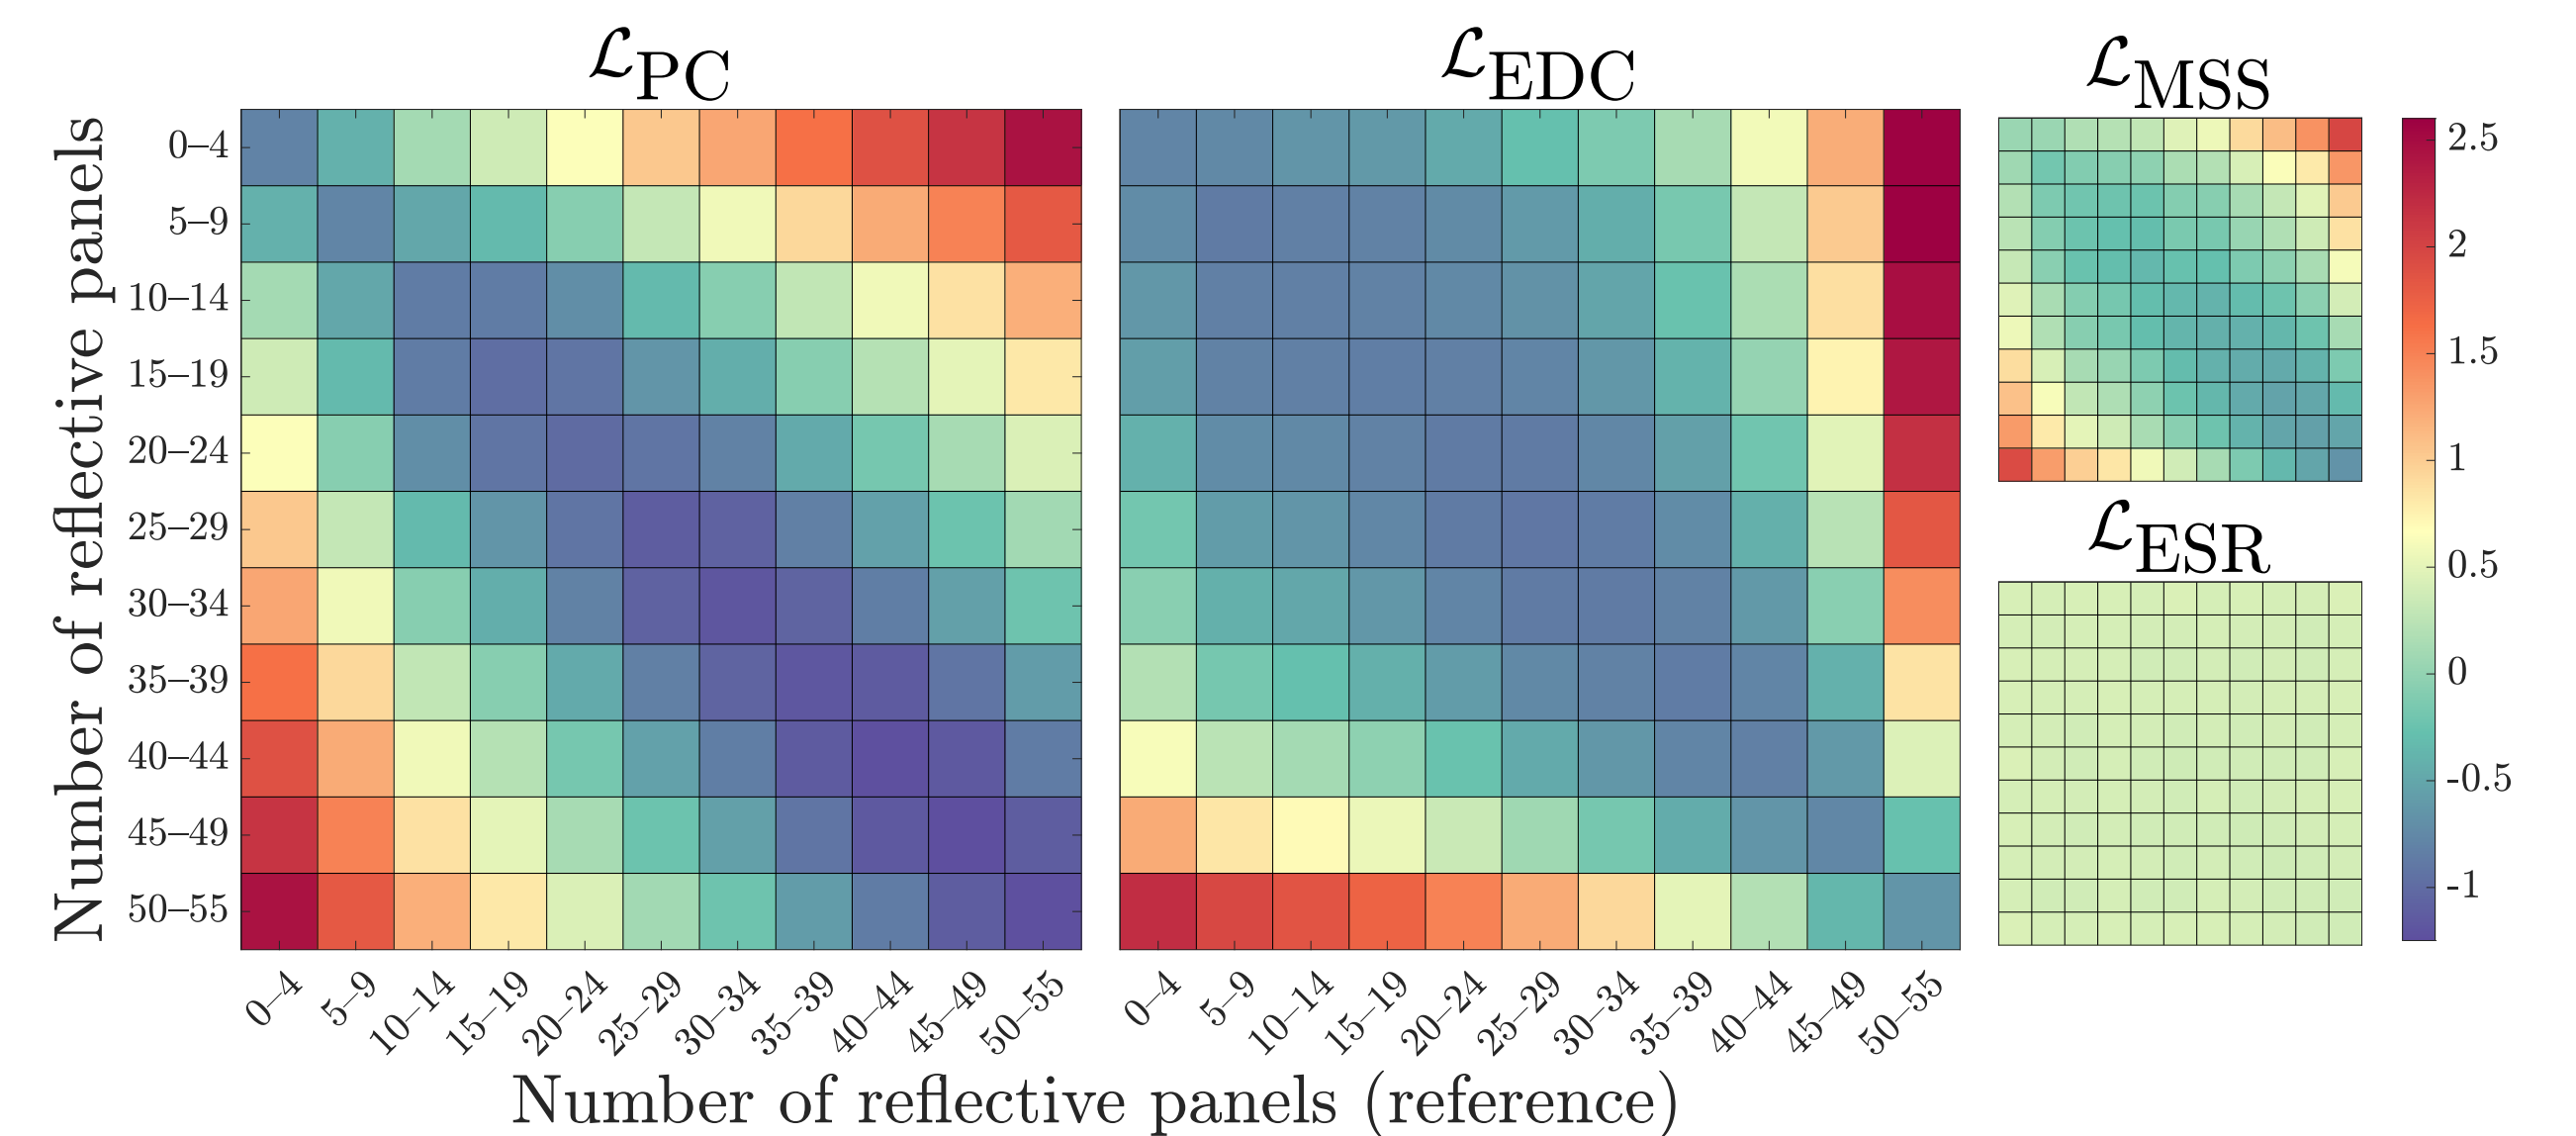 ℒPC
ℒEDC
ℒMSS
ℒESR
Number of reflective panels
0–4
5–9
10–14
15–19
20–24
25–29
30–34
35–39
40–44
45–49
50–55
0–4 5–9 10–14 15–19 20–24 25–29 30–34 35–39 40–44 45–49 50–55
0–4 5–9 10–14 15–19 20–24 25–29 30–34 35–39 40–44 45–49 50–55
Number of reflective panels (reference)
2.5
2
1.5
1
0.5
0
-0.5
-1